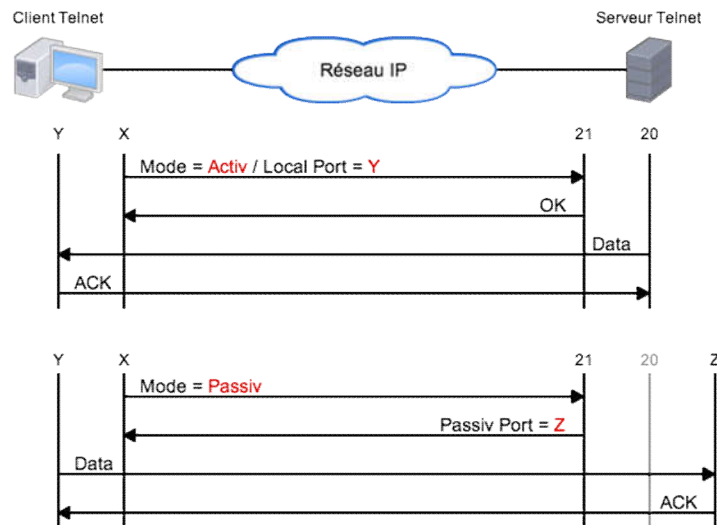 Client Telnet
Serveur Telnet
Réseau IP
Y X 21 20
Mode = Activ / Local Port = Y
OK
Data
ACK
Y X 21 20 Z
Mode = Passiv
Passiv Port = Z
Data
ACK